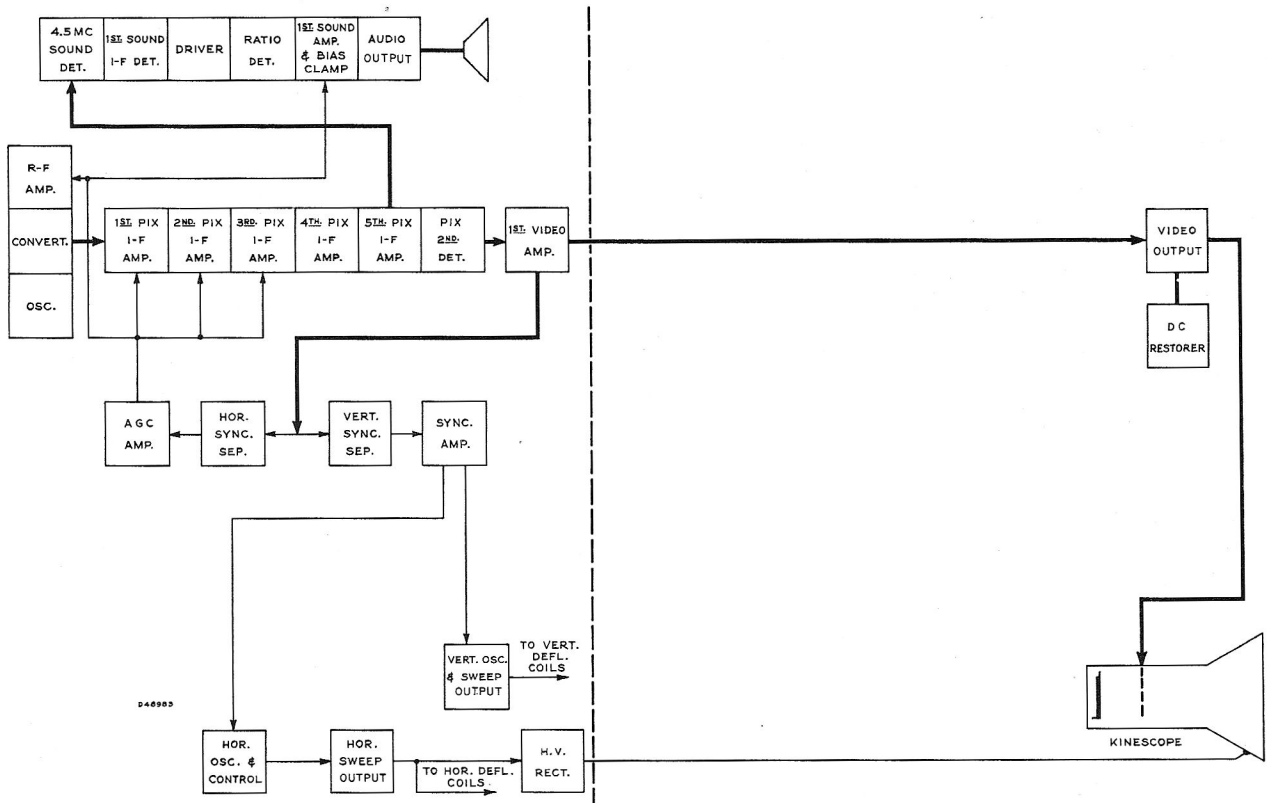 4.5 MC
SOUND
DET.
1ST. SOUND
I-F DET.
DRIVER
RATIO
DET.
1ST. SOUND
AMP.
& BIAS
CLAMP
AUDIO
OUTPUT
R-F
AMP.
CONVERT.
OSC.
1ST. PIX
I-F
AMP.
2ND. PIX
I-F
AMP.
3RD. PIX
I-F
AMP.
4TH. PIX
I-F
AMP.
5TH. PIX
I-F
AMP.
PIX
2ND.
DET.
1ST. VIDEO
AMP.
VIDEO
OUTPUT
DC
RESTORER
AGC
AMP.
HOR.
SYNC.
SEP.
VERT.
SYNC.
SEP.
SYNC.
AMP.
VERT. OSC.
& SWEEP
OUTPUT
TO VERT.
DEFL.
COILS
D46983
HOR.
OSC. &
CONTROL
HOR.
SWEEP
OUTPUT
TO HOR. DEFL.
COILS
H.V.
RECT.
KINESCOPE